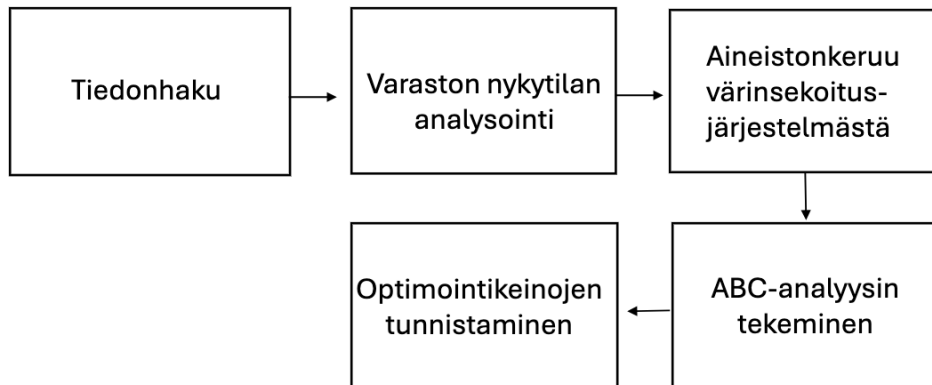 Tiedonhaku
Varaston nykytilan
analysointi
Aineistonkeruu
värinsekoitus-
järjestelmästä
ABC-analyysin
tekeminen
Optimointikeinojen
tunnistaminen